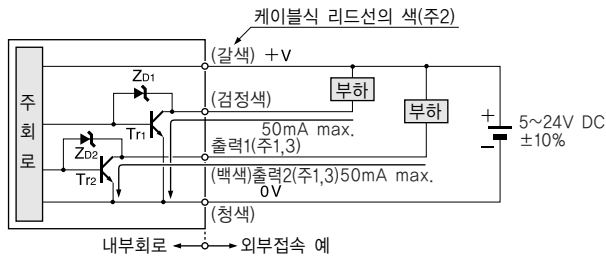 케이블식 리드선의 색(주2)
(갈색) +V
ZD1
(검정색)
부하
주회로
Tr1
50mA max.
부하
5~24V DC
±10%
+
−
ZD2
출력1(주1,3)
Tr2
(백색)출력2(주1,3)50mA max.
0V
(청색)
내부회로
외부접속 예